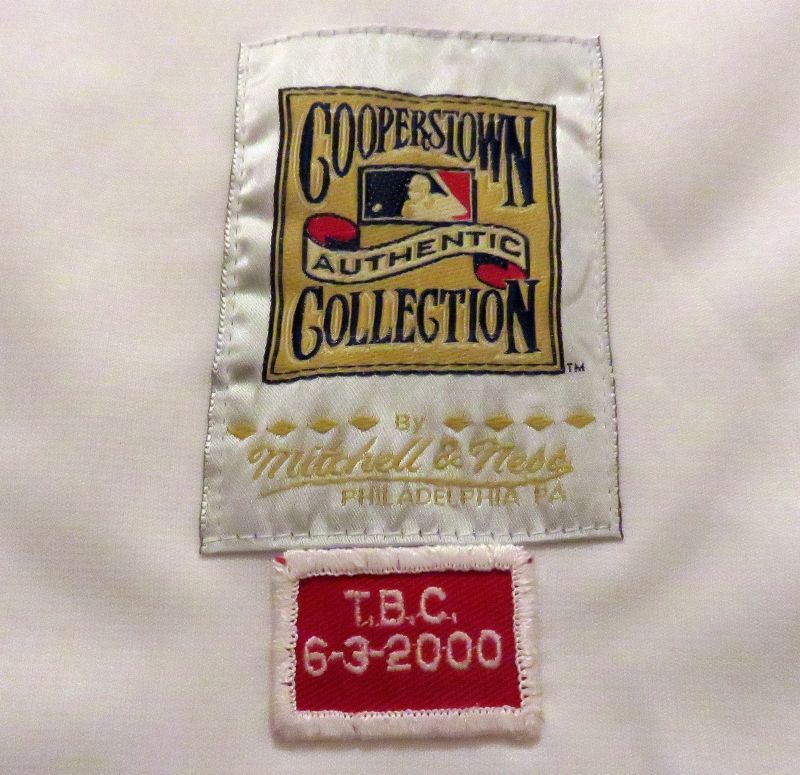 COOPERSTOWN
AUTHENTIC
COLLECTION
TM
By
Mitchell & Ness
PHILADELPHIA PA
T.B.C.
6-3-2000